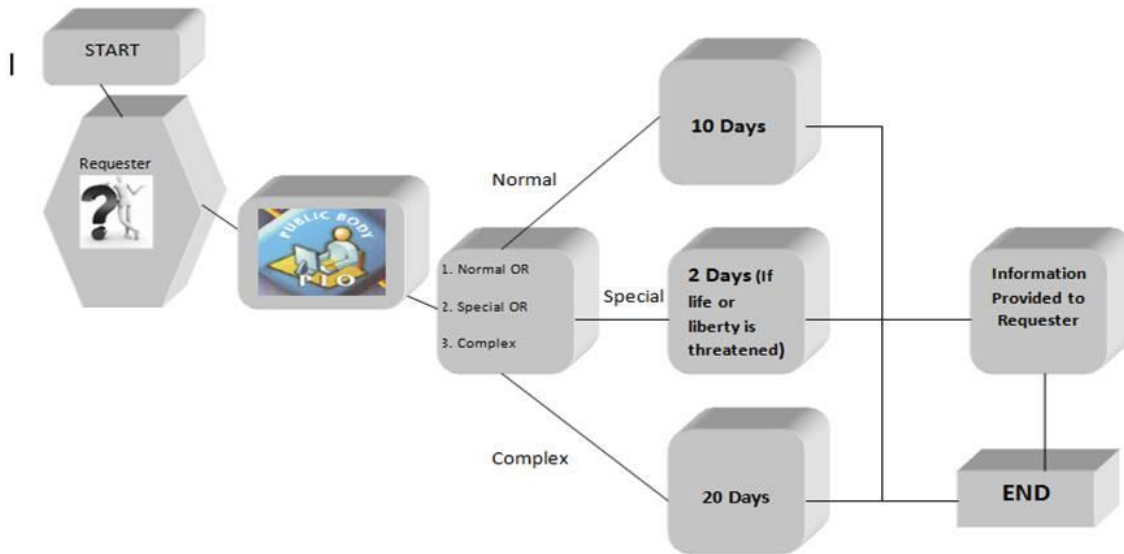 START
Requester
PUBLIC BODY
PIO
Normal
1. Normal OR
2. Special OR
3. Complex
Special
Complex
10 Days
2 Days (If
life or
liberty is
threatened)
20 Days
Information
Provided to
Requester
END